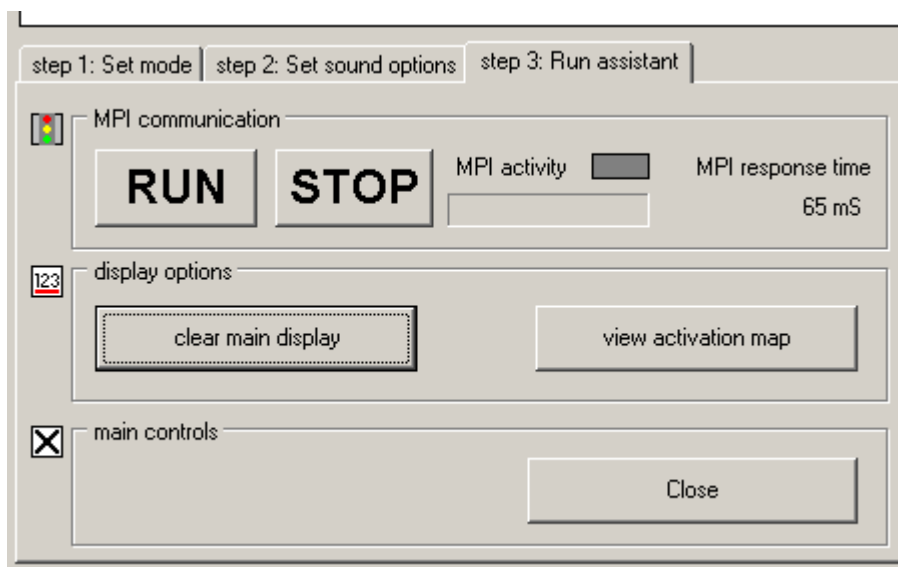 step 1: Set mode step 2: Set sound options step 3: Run assistant
MPI communication
RUN STOP MPI activity MPI response time
65 mS
123 display options
clear main display view activation map
main controls
Close